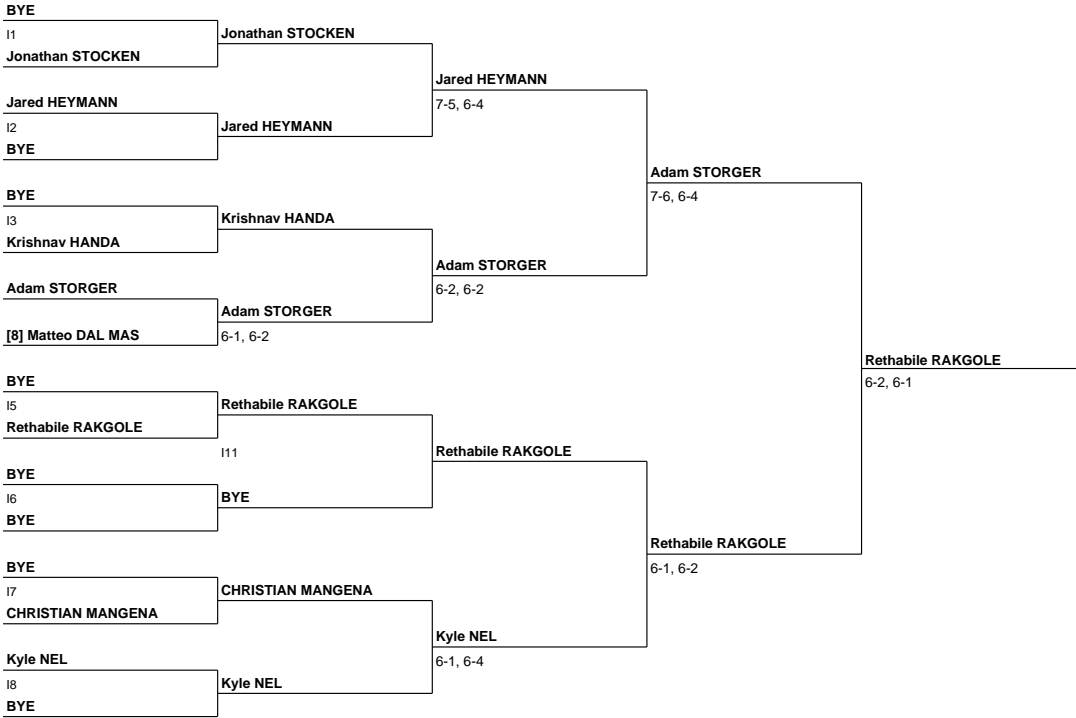 BYE
I1
Jonathan STOCKEN
Jonathan STOCKEN
Jared HEYMANN
I2
BYE
Jared HEYMANN
Jared HEYMANN
7-5, 6-4
BYE
I3
Krishnav HANDA
Krishnav HANDA
Adam STORGER
[8] Matteo DAL MAS
Adam STORGER
6-1, 6-2
Adam STORGER
6-2, 6-2
Adam STORGER
7-6, 6-4
BYE
I5
Rethabile RAKGOLE
Rethabile RAKGOLE
I11
BYE
I6
BYE
BYE
Rethabile RAKGOLE
BYE
I7
CHRISTIAN MANGENA
CHRISTIAN MANGENA
Kyle NEL
I8
BYE
Kyle NEL
Kyle NEL
6-1, 6-4
Rethabile RAKGOLE
6-1, 6-2
Rethabile RAKGOLE
6-2, 6-1